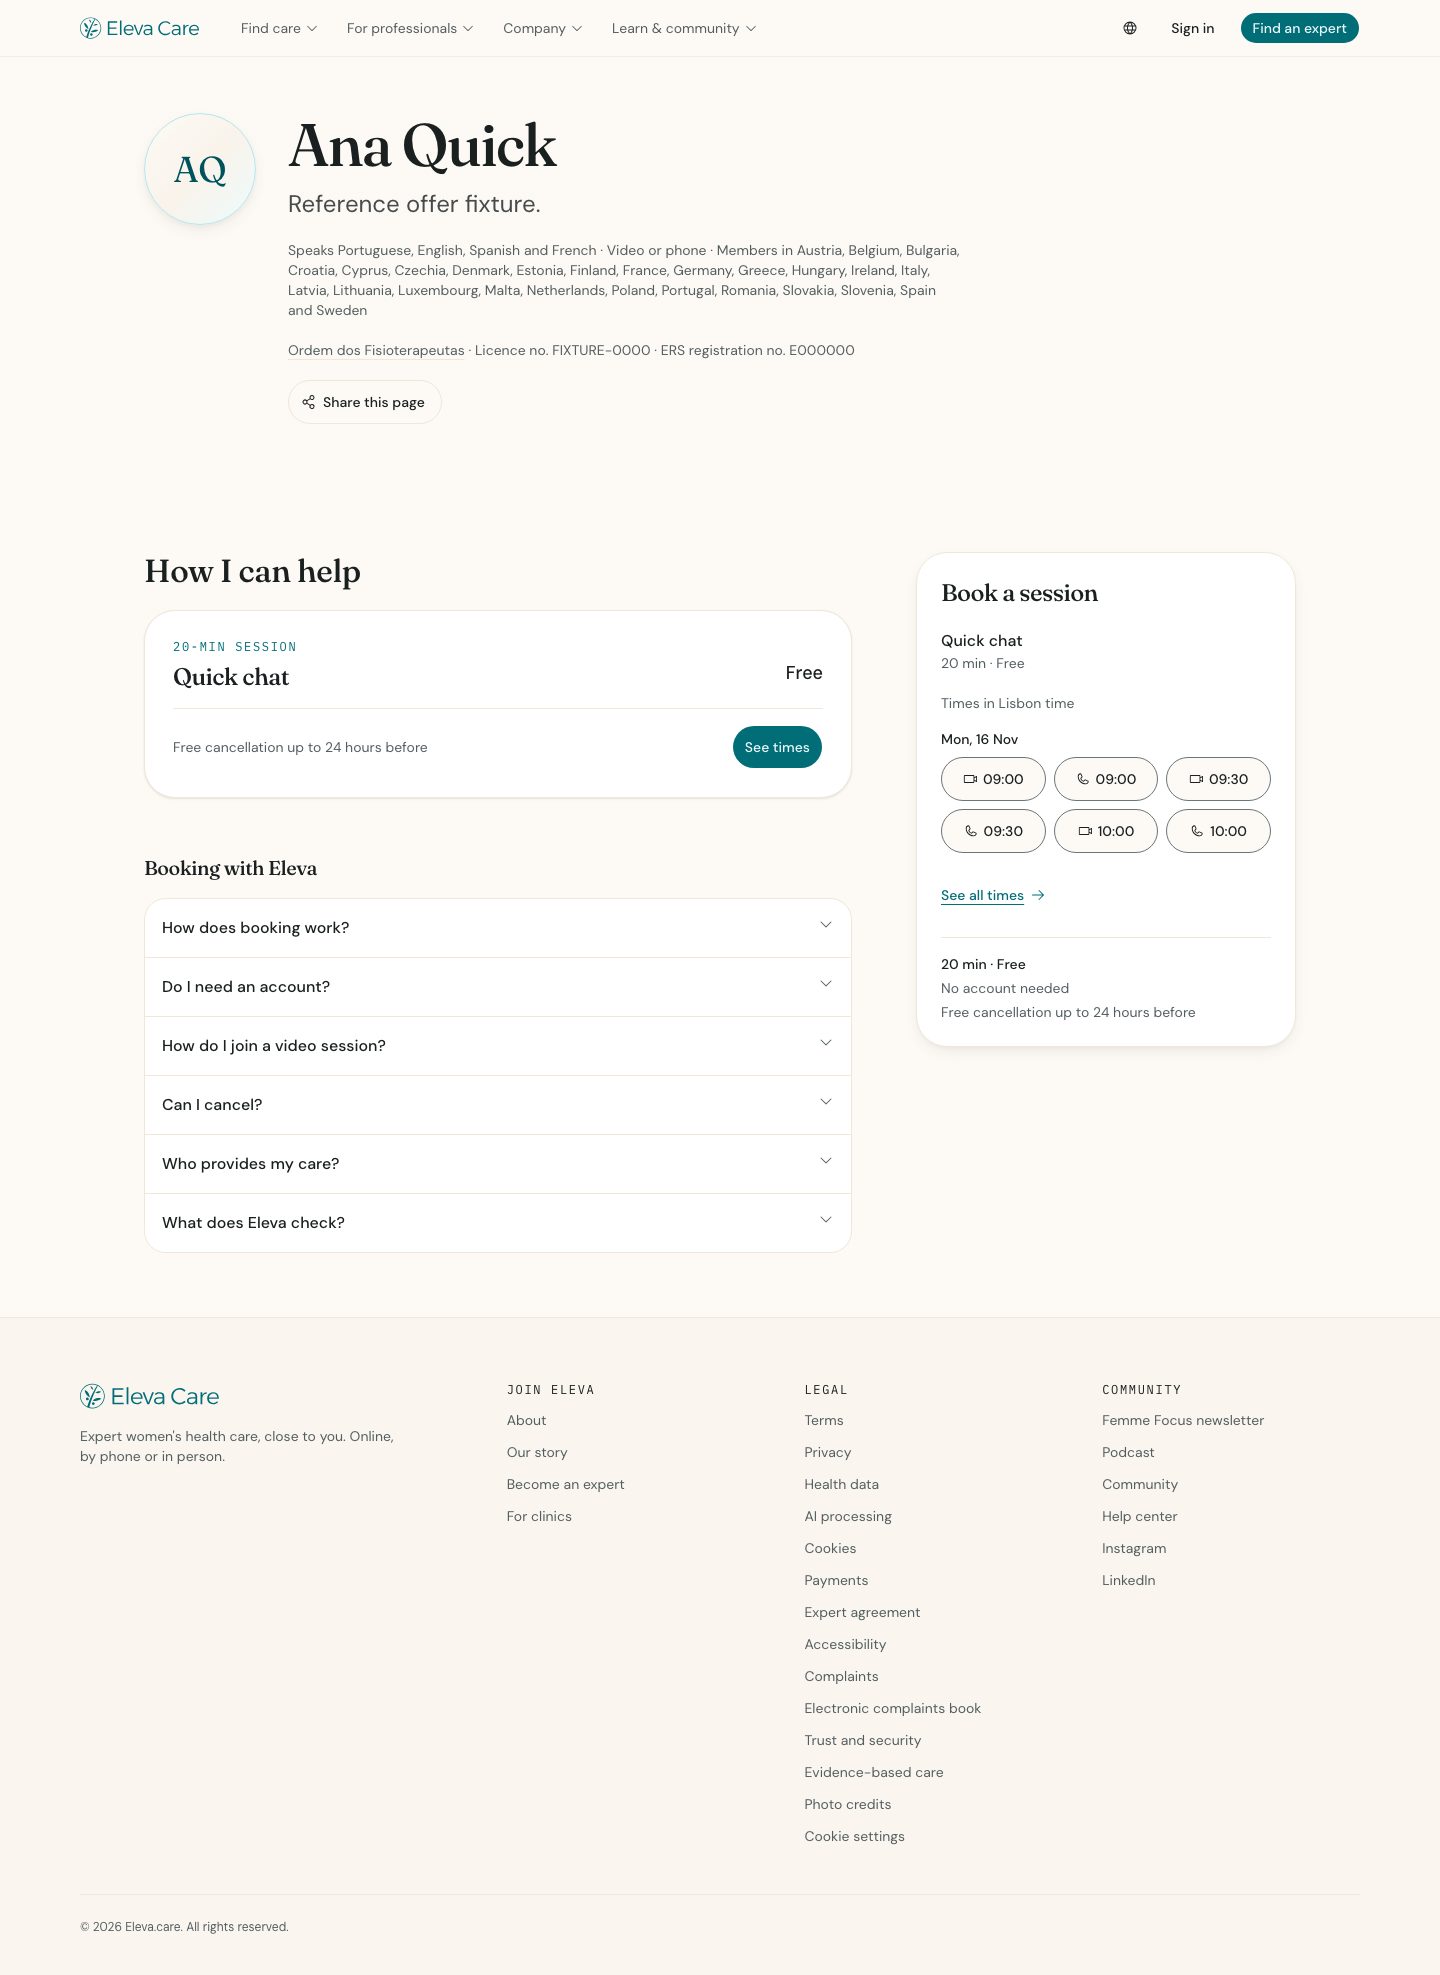 Eleva Care
Find care
For professionals
Company
Learn & community
Sign in
Find an expert
AQ
Ana Quick
Reference offer fixture.
Speaks Portuguese, English, Spanish and French · Video or phone · Members in Austria, Belgium, Bulgaria,
Croatia, Cyprus, Czechia, Denmark, Estonia, Finland, France, Germany, Greece, Hungary, Ireland, Italy,
Latvia, Lithuania, Luxembourg, Malta, Netherlands, Poland, Portugal, Romania, Slovakia, Slovenia, Spain
and Sweden
Ordem dos Fisioterapeutas · Licence no. FIXTURE-0000 · ERS registration no. E000000
Share this page
How I can help
20-MIN SESSION
Quick chat
Free
Free cancellation up to 24 hours before
See times
Booking with Eleva
How does booking work?
Do I need an account?
How do I join a video session?
Can I cancel?
Who provides my care?
What does Eleva check?
Book a session
Quick chat
20 min · Free
Times in Lisbon time
Mon, 16 Nov
09:00
09:00
09:30
09:30
10:00
10:00
See all times
20 min · Free
No account needed
Free cancellation up to 24 hours before
Eleva Care
Expert women's health care, close to you. Online,
by phone or in person.
JOIN ELEVA
About
Our story
Become an expert
For clinics
LEGAL
Terms
Privacy
Health data
AI processing
Cookies
Payments
Expert agreement
Accessibility
Complaints
Electronic complaints book
Trust and security
Evidence-based care
Photo credits
Cookie settings
COMMUNITY
Femme Focus newsletter
Podcast
Community
Help center
Instagram
LinkedIn
© 2026 Eleva.care. All rights reserved.